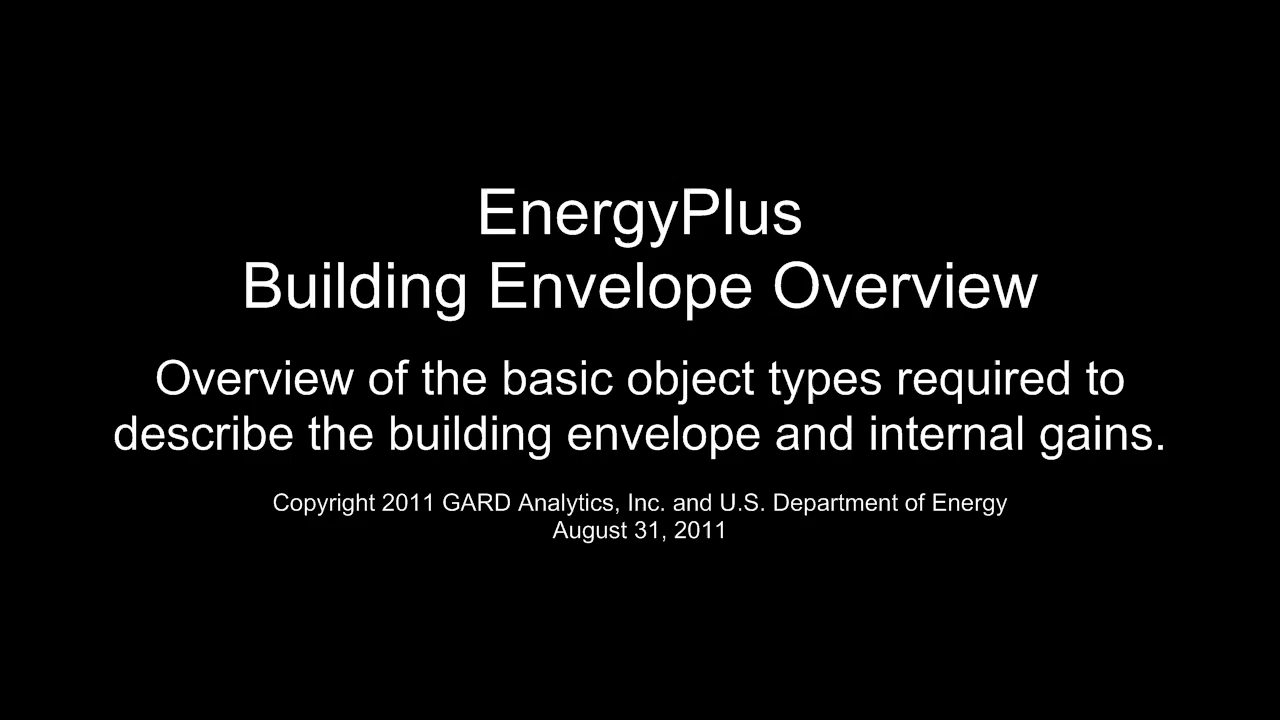 EnergyPlus
Building Envelope Overview
Overview of the basic object types required to
describe the building envelope and internal gains.
Copyright 2011 GARD Analytics, Inc. and U.S. Department of Energy
August 31, 2011